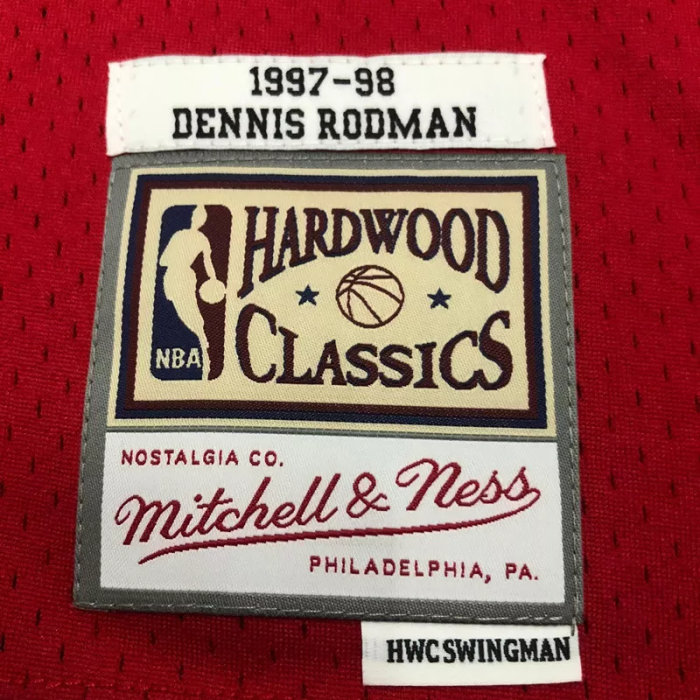 1997-98
DENNIS RODMAN
HARDWOOD
NBA
CLASSICS
NOSTALGIA CO.
Mitchell & Ness
PHILADELPHIA, PA.
HWC SWINGMAN